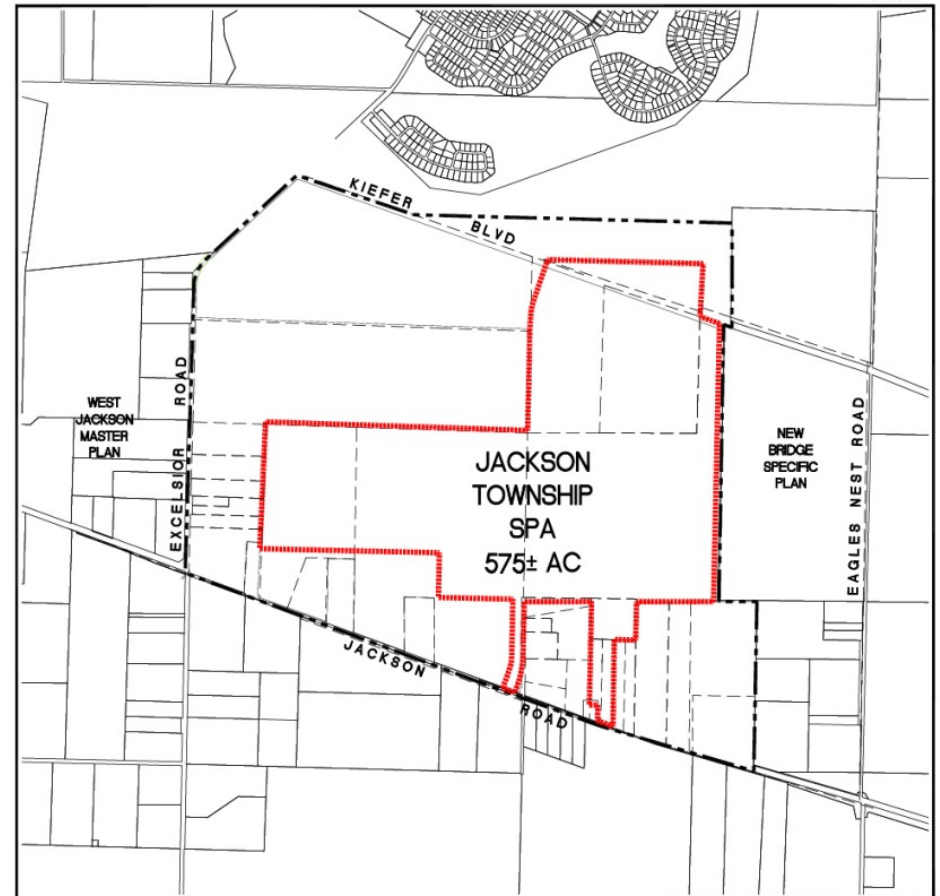 KIEFER
BLVD
EXCELSIOR ROAD
WEST
JACKSON
MASTER
PLAN
JACKSON
TOWNSHIP
SPA
575± AC
NEW
BRIDGE
SPECIFIC
PLAN
EAGLES NEST ROAD
JACKSON
ROAD